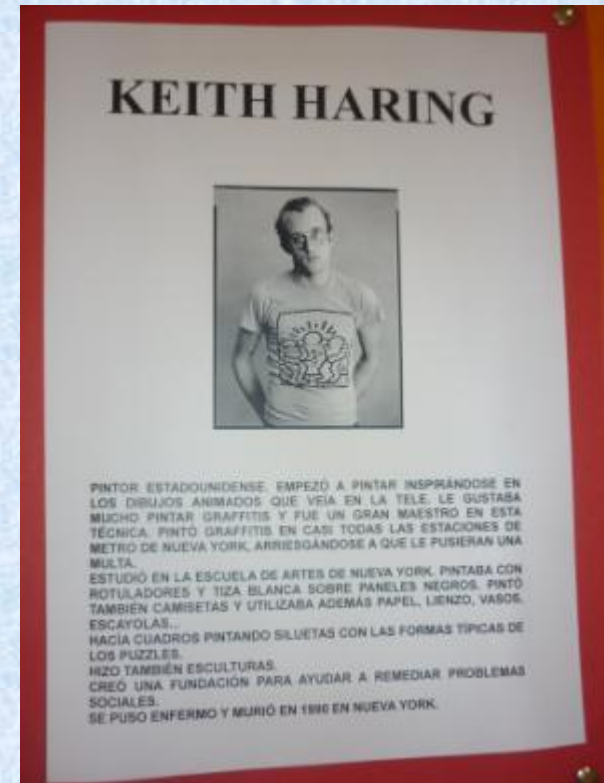 KEITH HARING
PINTOR ESTADOUNIDENSE. EMPEZÓ A PINTAR INSPIRÁNDOSE EN
LOS DIBUJOS ANIMADOS QUE VEÍA EN LA TELE. LE GUSTABA
MUCHO PINTAR GRAFFITIS Y FUE UN GRAN MAESTRO EN ESTA
TÉCNICA. PINTÓ GRAFFITIS EN CASI TODAS LAS ESTACIONES DE
METRO DE NUEVA YORK, ARRIESGÁNDOSE A QUE LE PUSIERAN UNA
MULTA.
ESTUDIÓ EN LA ESCUELA DE ARTES DE NUEVA YORK. PINTABA CON
ROTULADORES Y TIZA BLANCA SOBRE PANELES NEGROS. PINTÓ
TAMBIÉN CAMISETAS Y UTILIZABA ADEMÁS PAPEL, LIENZO, VASOS,
ESCAYOLAS...
HACÍA CUADROS PINTANDO SILUETAS CON LAS FORMAS TÍPICAS DE
LOS PUZZLES.
HIZO TAMBIÉN ESCULTURAS.
CREÓ UNA FUNDACIÓN PARA AYUDAR A REMEDIAR PROBLEMAS
SOCIALES.
SE PUSO ENFERMO Y MURIÓ EN 1990 EN NUEVA YORK.